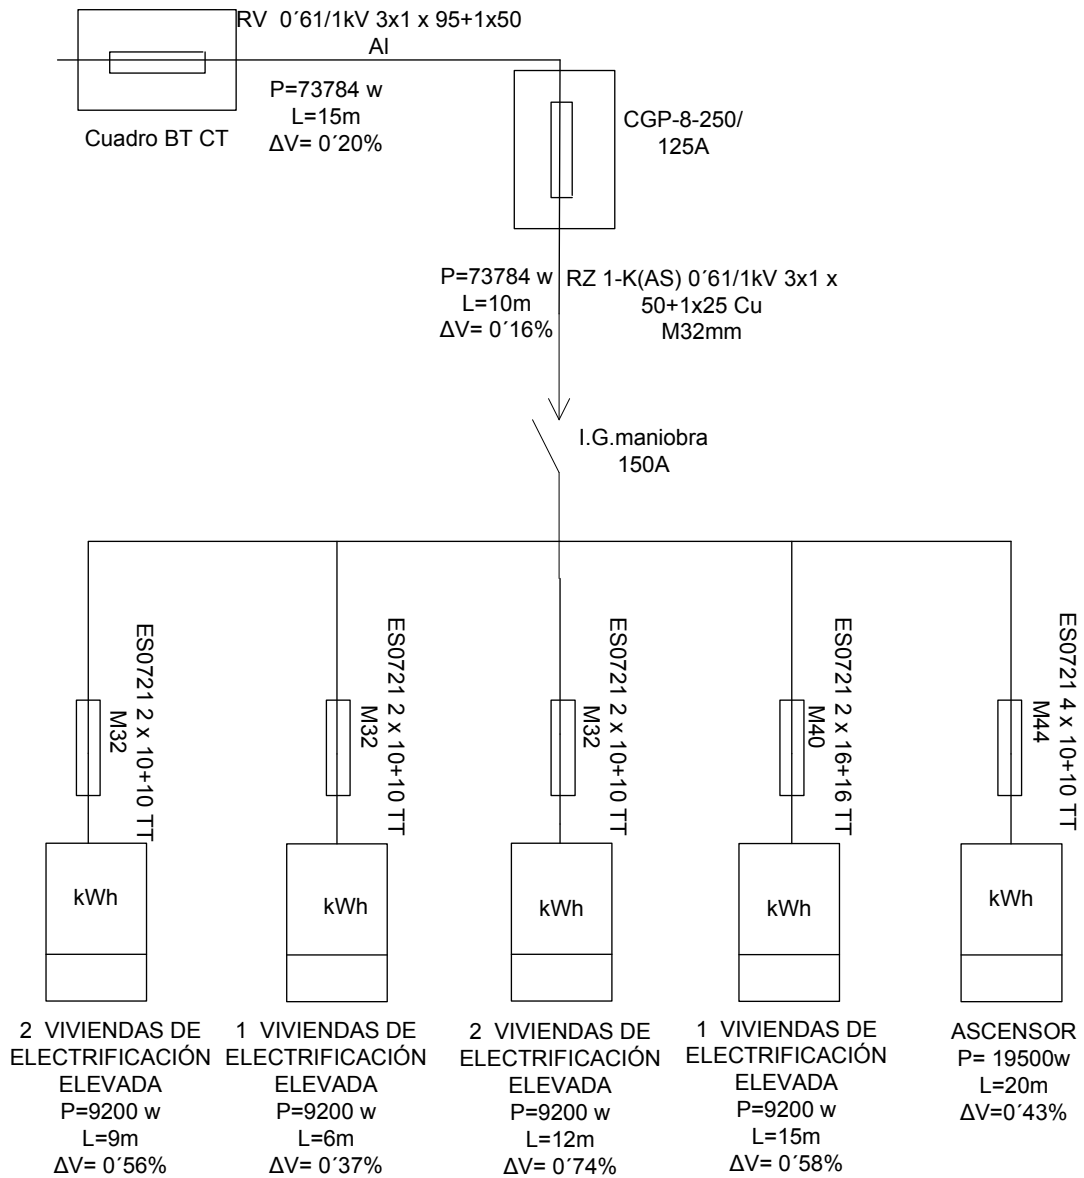 RV 0´61/1kV 3x1 x 95+1x50
Al
P=73784 w
L=15m
ΔV= 0´20%
Cuadro BT CT
CGP-8-250/
125A
P=73784 w
L=10m
ΔV= 0´16%
RZ 1-K(AS) 0´61/1kV 3x1 x
50+1x25 Cu
M32mm
I.G.maniobra
150A
ES0721 2 x 10+10 TT
M32
ES0721 2 x 10+10 TT
M32
ES0721 2 x 10+10 TT
M32
ES0721 2 x 16+16 TT
M40
ES0721 4 x 10+10 TT
M44
kWh
kWh
kWh
kWh
kWh
2 VIVIENDAS DE
ELECTRIFICACIÓN
ELEVADA
P=9200 w
L=9m
ΔV= 0´56%
1 VIVIENDAS DE
ELECTRIFICACIÓN
ELEVADA
P=9200 w
L=6m
ΔV= 0´37%
2 VIVIENDAS DE
ELECTRIFICACIÓN
ELEVADA
P=9200 w
L=12m
ΔV= 0´74%
1 VIVIENDAS DE
ELECTRIFICACIÓN
ELEVADA
P=9200 w
L=15m
ΔV= 0´58%
ASCENSOR
P= 19500w
L=20m
ΔV=0´43%